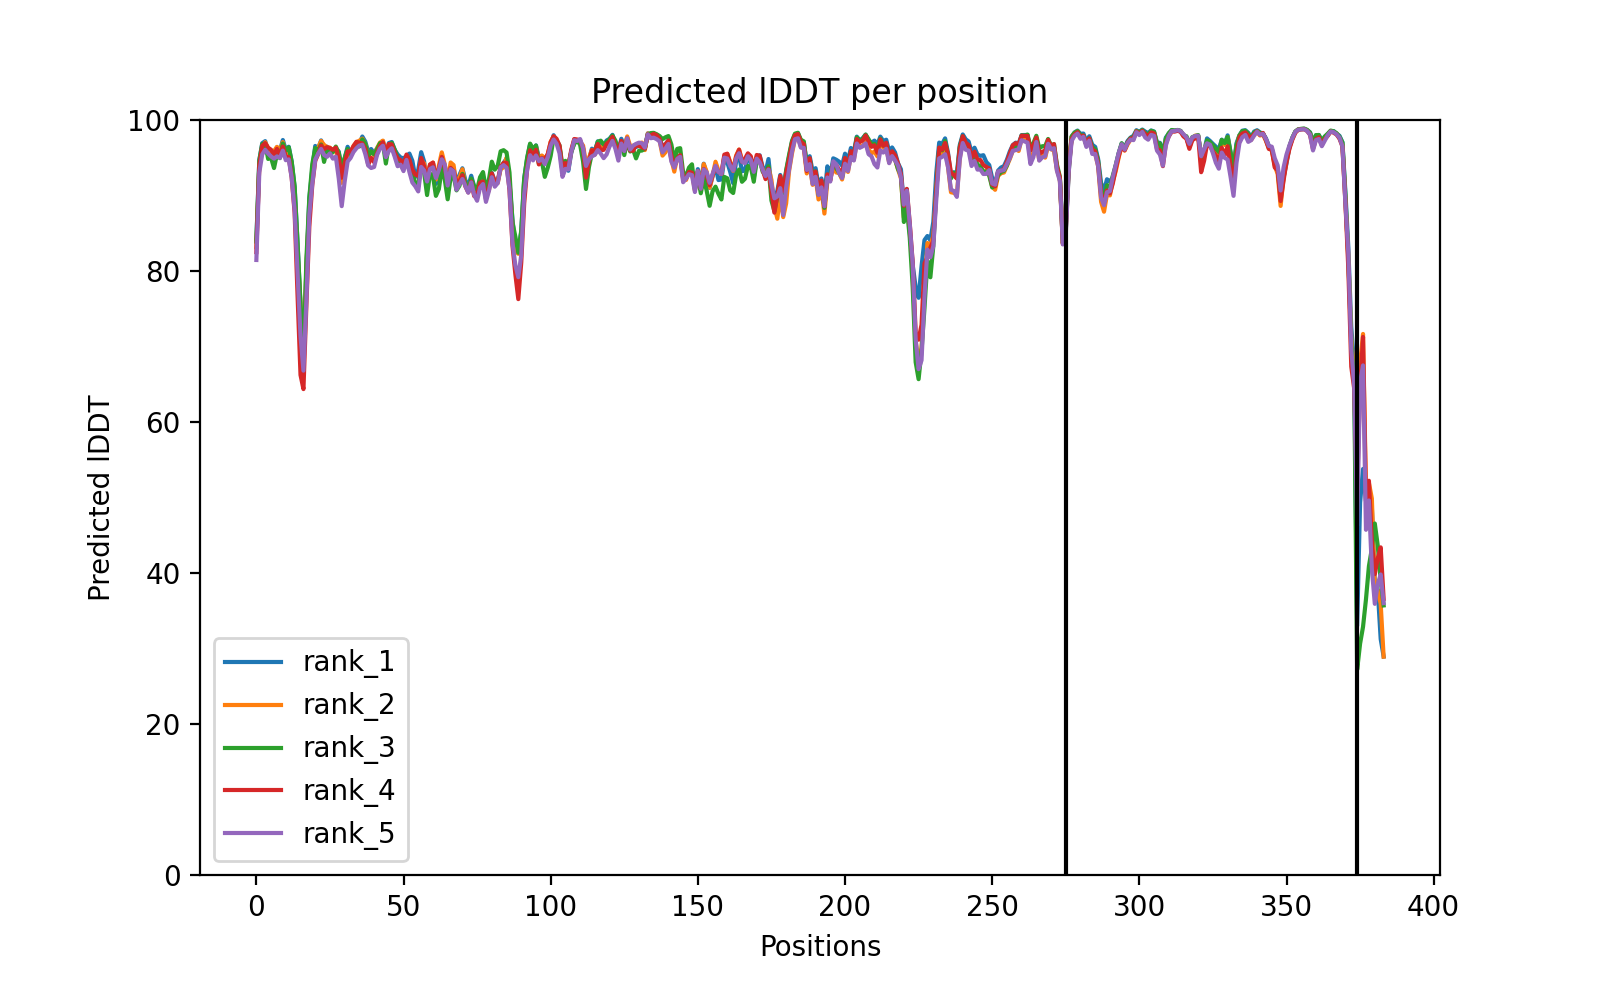 Predicted lDDT per position
100
80
60
40
20
0
Predicted lDDT
rank_1
rank_2
rank_3
rank_4
rank_5
0 50 100 150 200 250 300 350 400
Positions